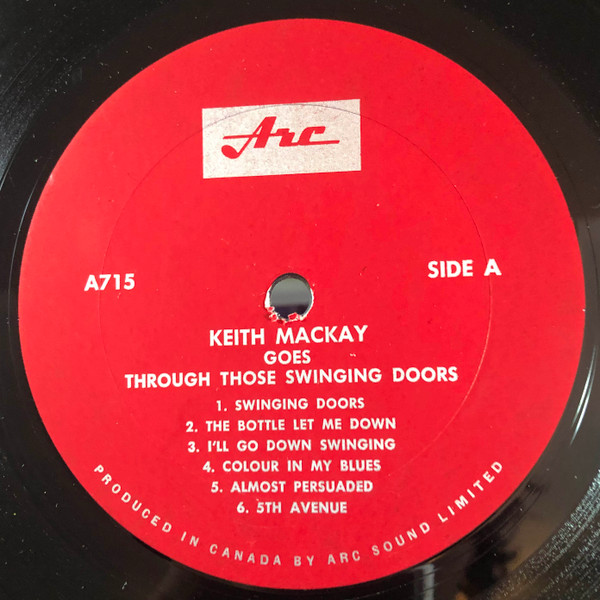 Arc
A715
SIDE A
KEITH MACKAY
GOES
THROUGH THOSE SWINGING DOORS
1. SWINGING DOORS
2. THE BOTTLE LET ME DOWN
3. I'LL GO DOWN SWINGING
4. COLOUR IN MY BLUES
5. ALMOST PERSUADED
6. 5TH AVENUE
PRODUCED IN CANADA BY ARC SOUND LIMITED